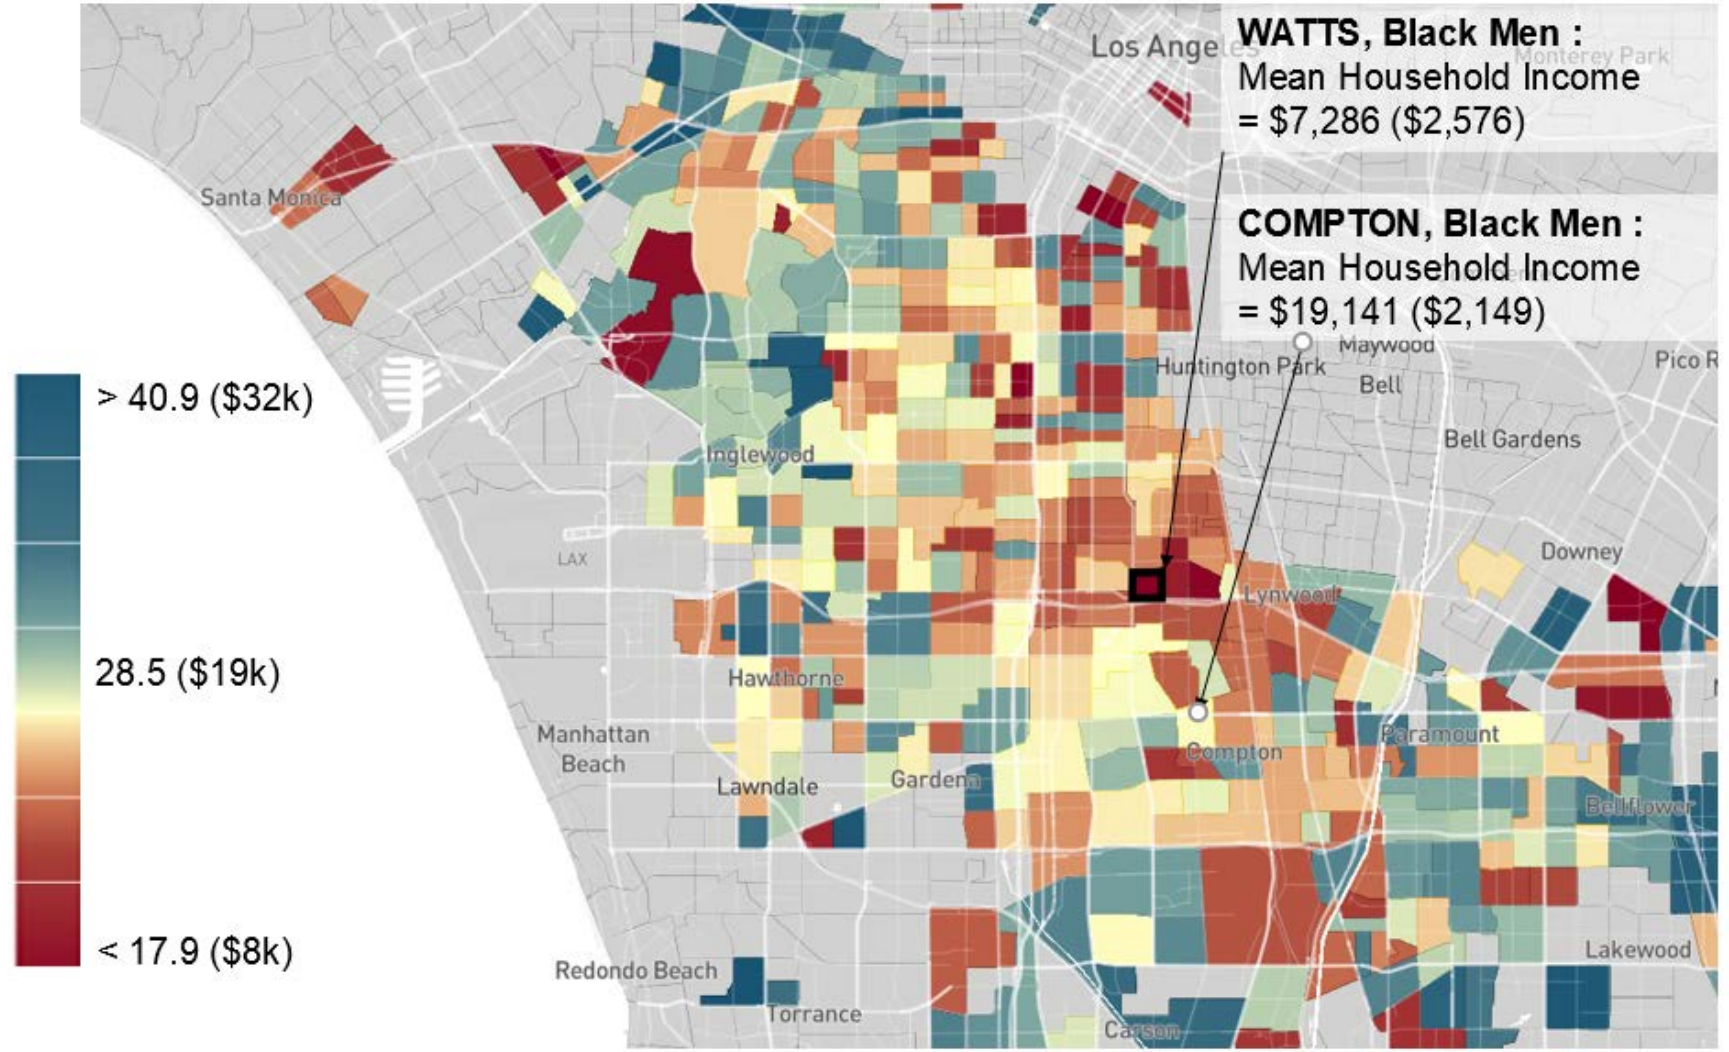 WATTS, Black Men :
Mean Household Income
= $7,286 ($2,576)
COMPTON, Black Men :
Mean Household Income
= $19,141 ($2,149)
> 40.9 ($32k)
28.5 ($19k)
< 17.9 ($8k)
Los Angeles
Monterey Park
Santa Monica
Huntington Park
Maywood
Bell
Pico R
Bell Gardens
Inglewood
LAX
Downey
Lynwood
Hawthorne
Manhattan
Beach
Paramount
Compton
Lawndale
Gardena
Bellflower
Redondo Beach
Lakewood
Torrance
Carson